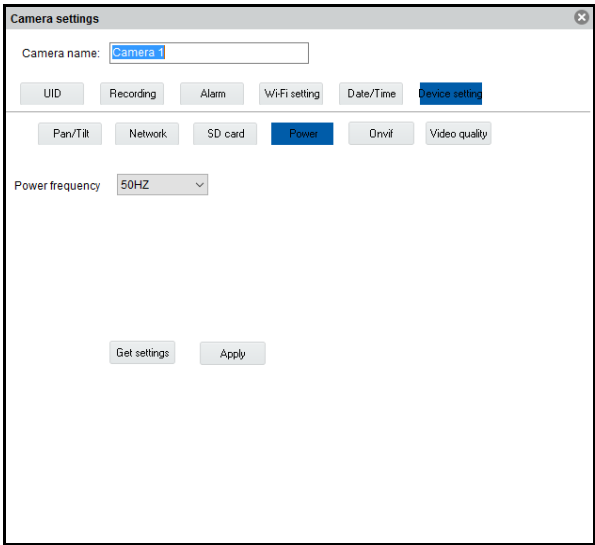 Camera settings
Camera name: Camera 1
UID Recording Alarm Wi-Fi setting Date/Time Device setting
Pan/Tilt Network SD card Power Onvif Video quality
Power frequency 50HZ
Get settings Apply